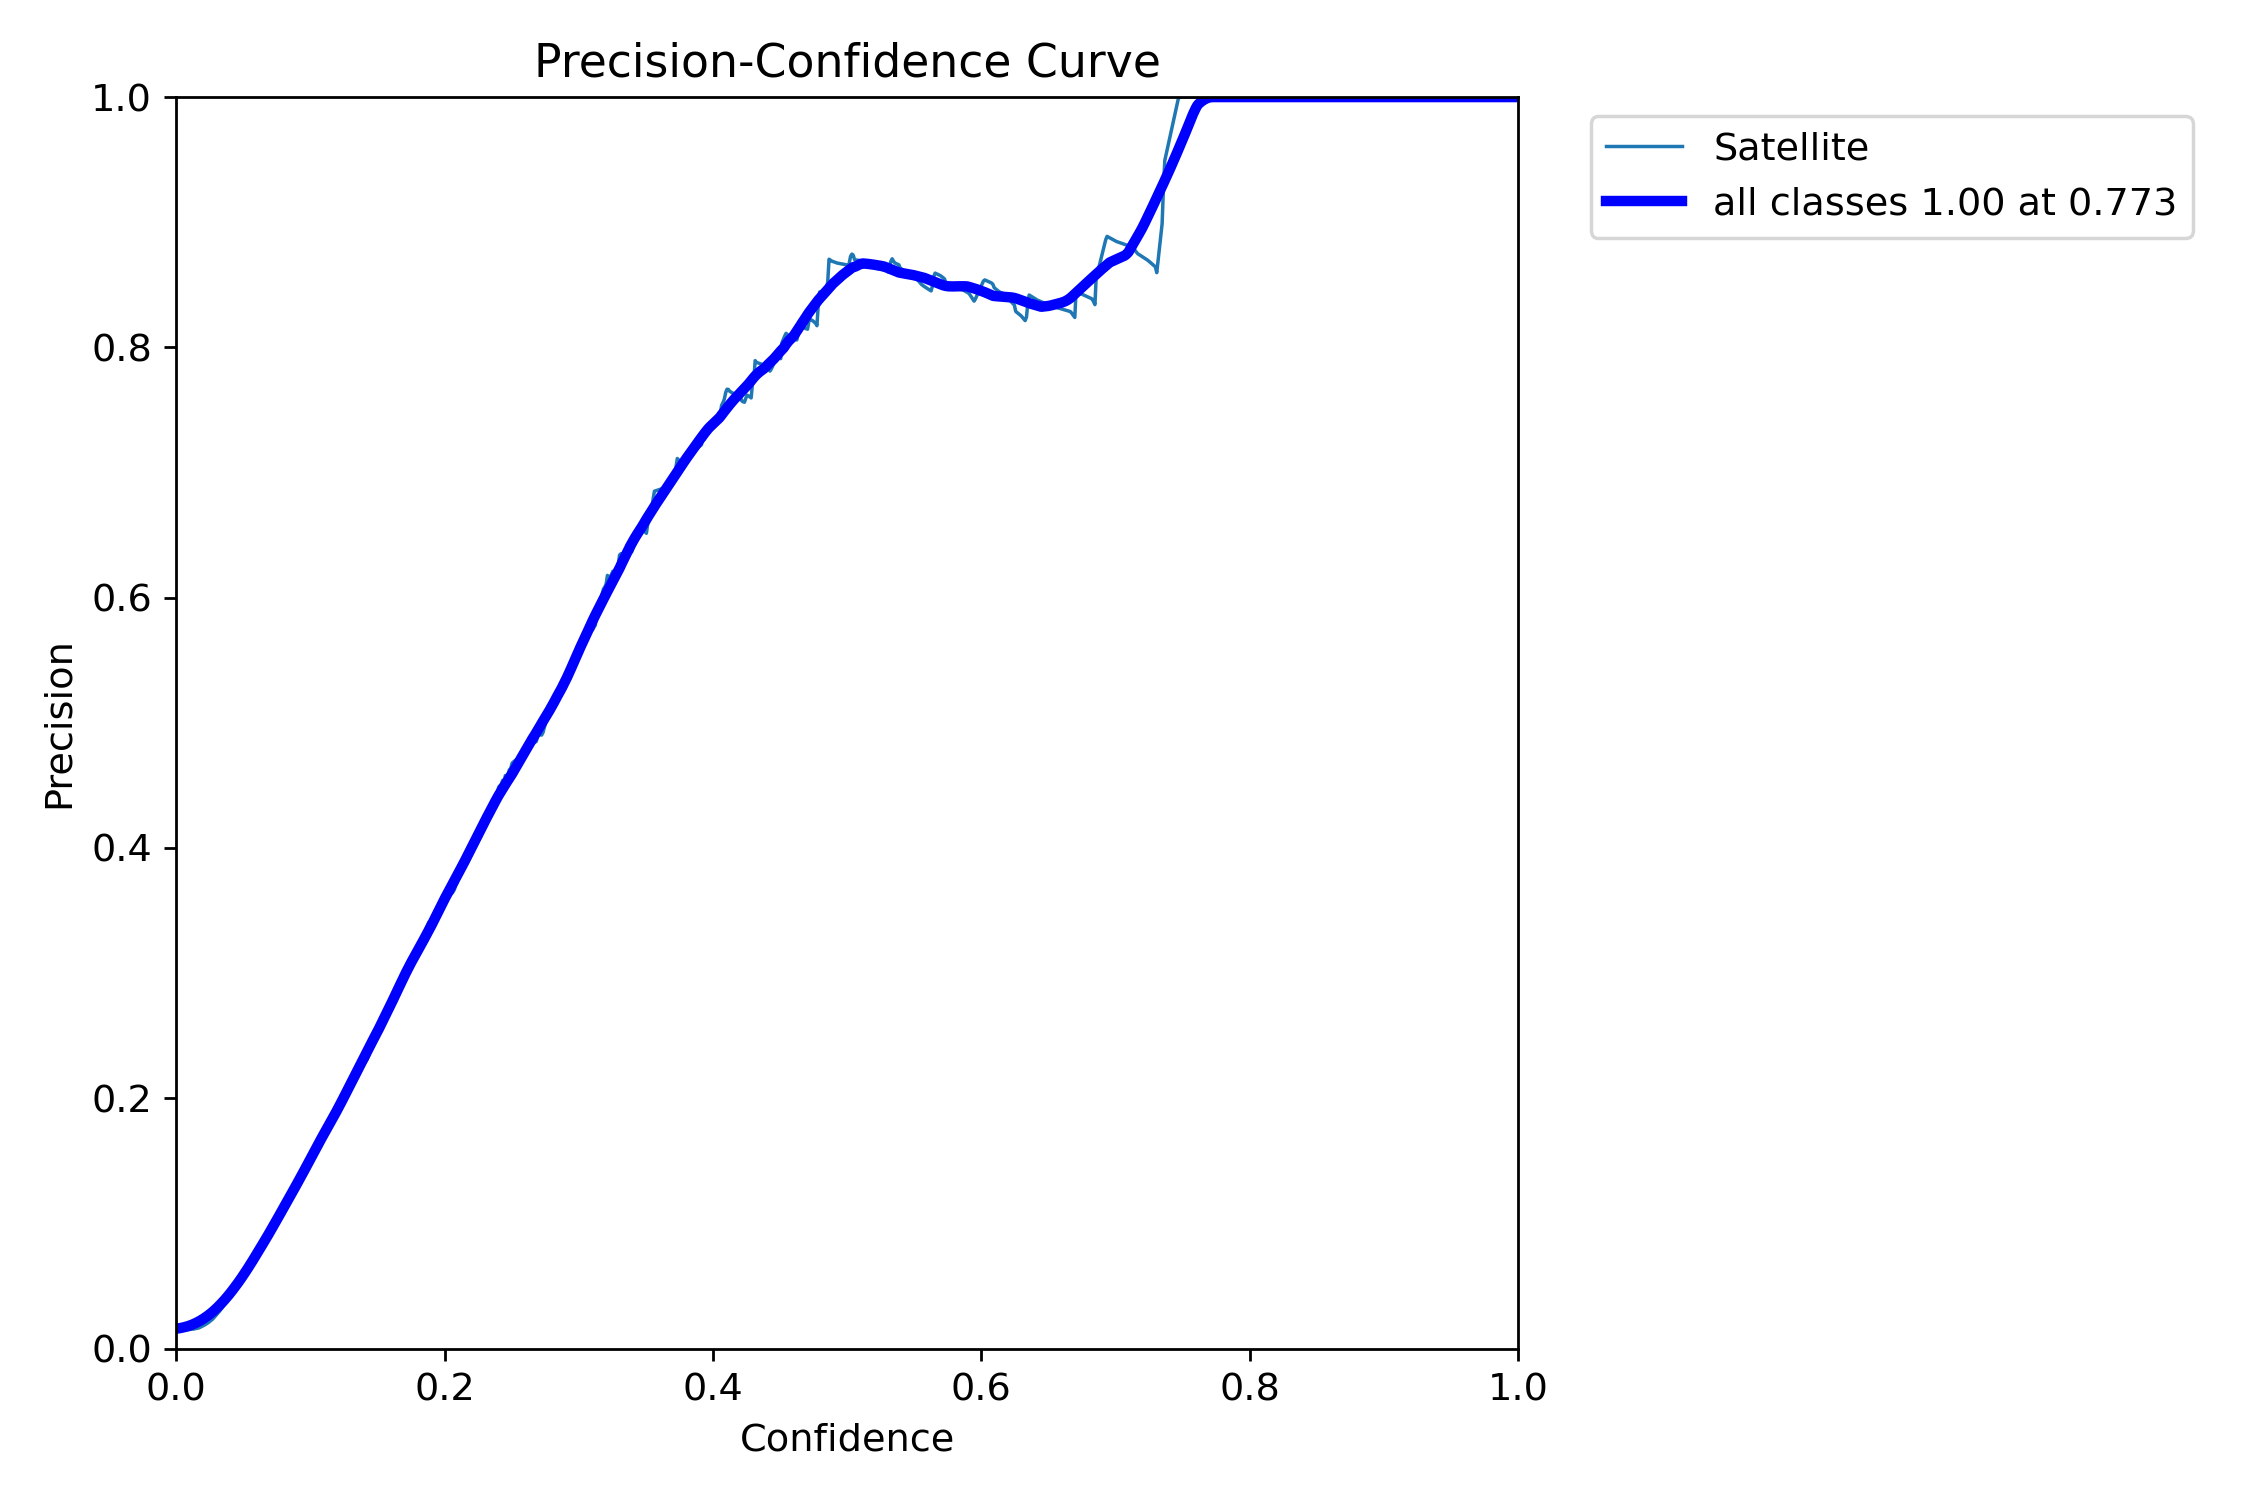 Precision-Confidence Curve
Satellite
all classes 1.00 at 0.773
1.0
0.8
0.6
0.4
0.2
0.0
Precision
0.0 0.2 0.4 0.6 0.8 1.0
Confidence